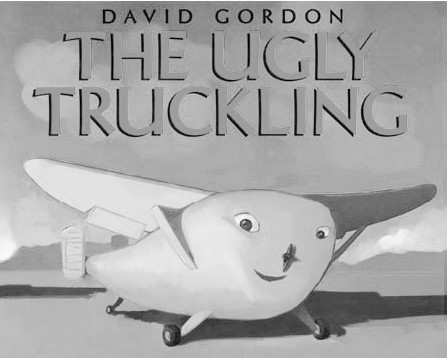 DAVID GORDON
THE UGLY
TRUCKLING